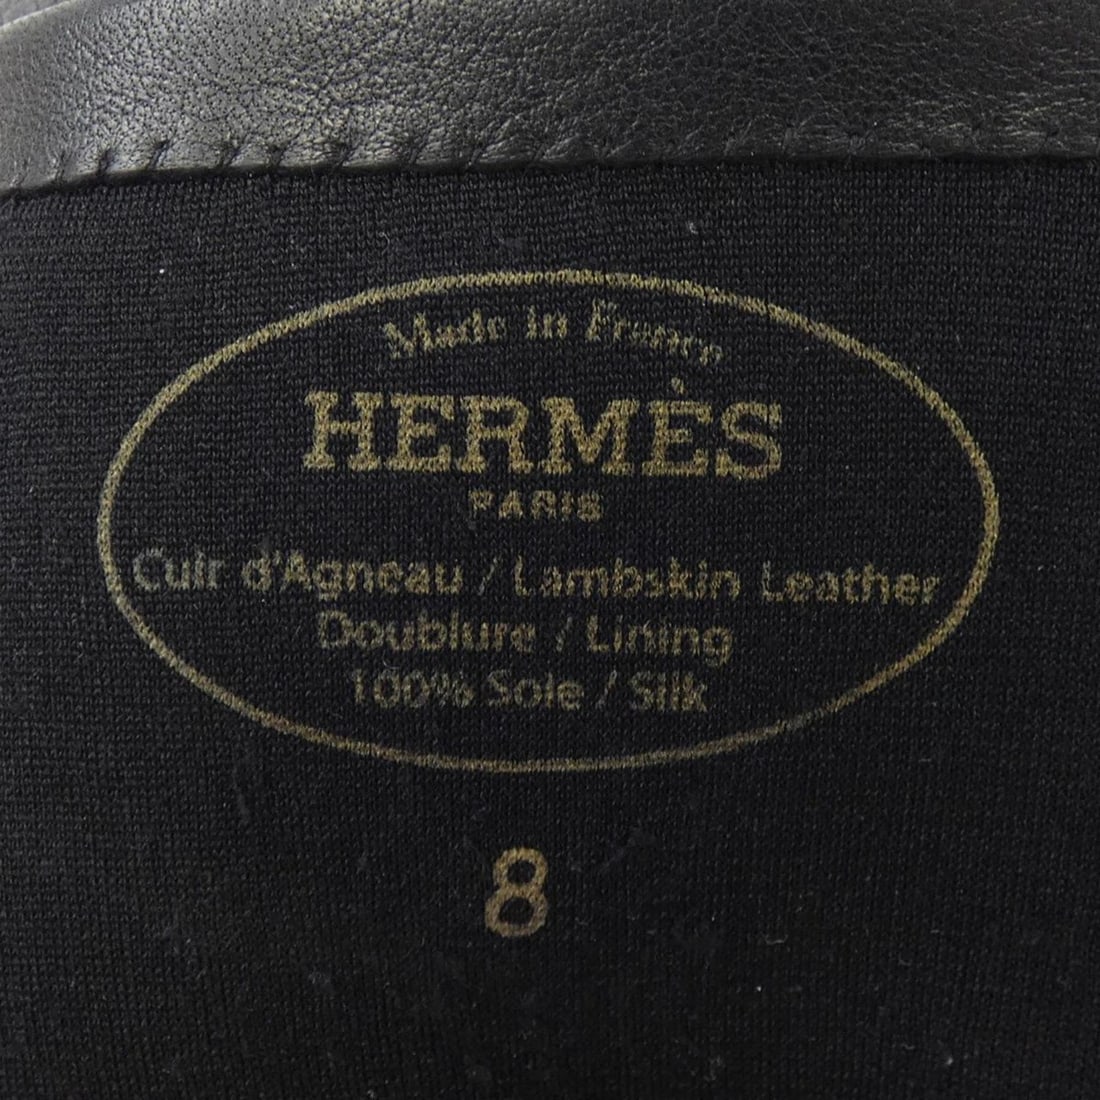 Made in France
HERMÈS
PARIS
Cuir d'Agneau / Lambskin Leather
Doublure / Lining
100% Soie / Silk
8